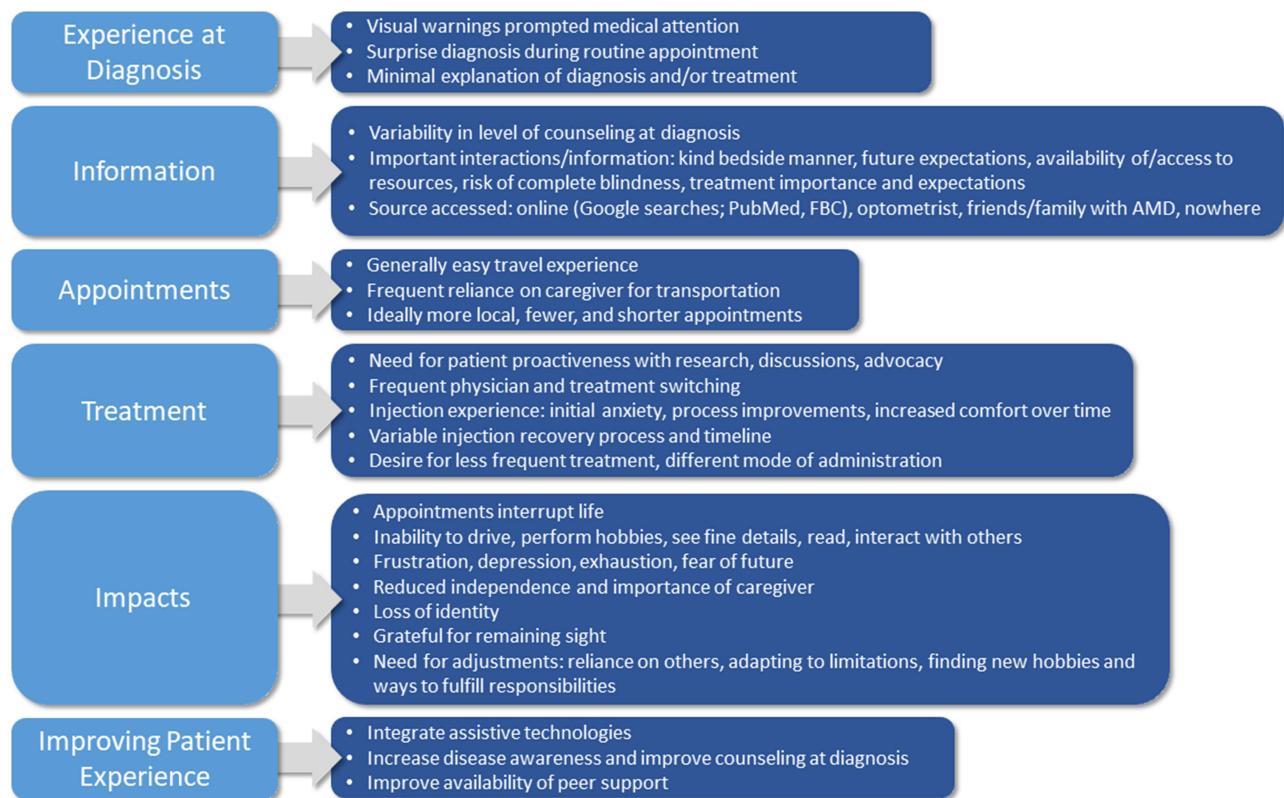 Experience at
Diagnosis
• Visual warnings prompted medical attention
• Surprise diagnosis during routine appointment
• Minimal explanation of diagnosis and/or treatment
Information
• Variability in level of counseling at diagnosis
• Important interactions/information: kind bedside manner, future expectations, availability of/access to
resources, risk of complete blindness, treatment importance and expectations
• Source accessed: online (Google searches; PubMed, FBC), optometrist, friends/family with AMD, nowhere
Appointments
• Generally easy travel experience
• Frequent reliance on caregiver for transportation
• Ideally more local, fewer, and shorter appointments
Treatment
• Need for patient proactiveness with research, discussions, advocacy
• Frequent physician and treatment switching
• Injection experience: initial anxiety, process improvements, increased comfort over time
• Variable injection recovery process and timeline
• Desire for less frequent treatment, different mode of administration
Impacts
• Appointments interrupt life
• Inability to drive, perform hobbies, see fine details, read, interact with others
• Frustration, depression, exhaustion, fear of future
• Reduced independence and importance of caregiver
• Loss of identity
• Grateful for remaining sight
• Need for adjustments: reliance on others, adapting to limitations, finding new hobbies and
ways to fulfill responsibilities
Improving Patient
Experience
• Integrate assistive technologies
• Increase disease awareness and improve counseling at diagnosis
• Improve availability of peer support